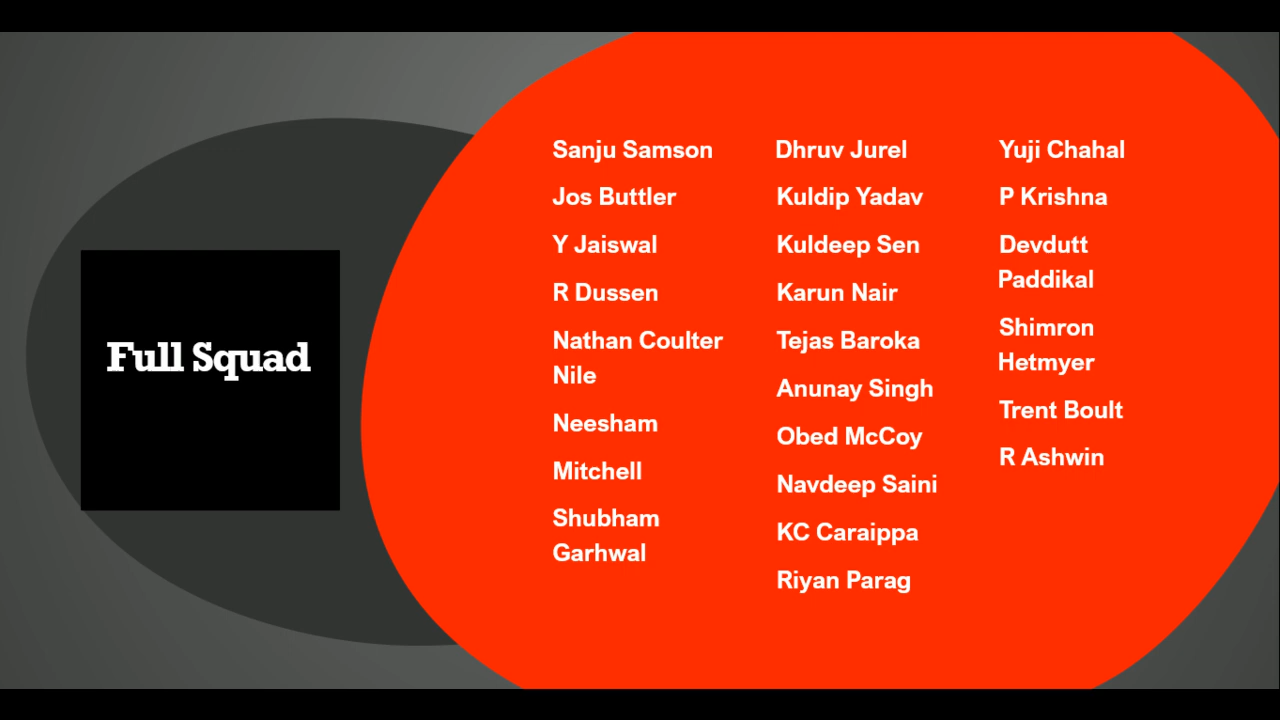 Full Squad
Sanju Samson
Jos Buttler
Y Jaiswal
R Dussen
Nathan Coulter
Nile
Neesham
Mitchell
Shubham
Garhwal
Dhruv Jurel
Kuldip Yadav
Kuldeep Sen
Karun Nair
Tejas Baroka
Anunay Singh
Obed McCoy
Navdeep Saini
KC Caraippa
Riyan Parag
Yuji Chahal
P Krishna
Devdutt
Paddikal
Shimron
Hetmyer
Trent Boult
R Ashwin